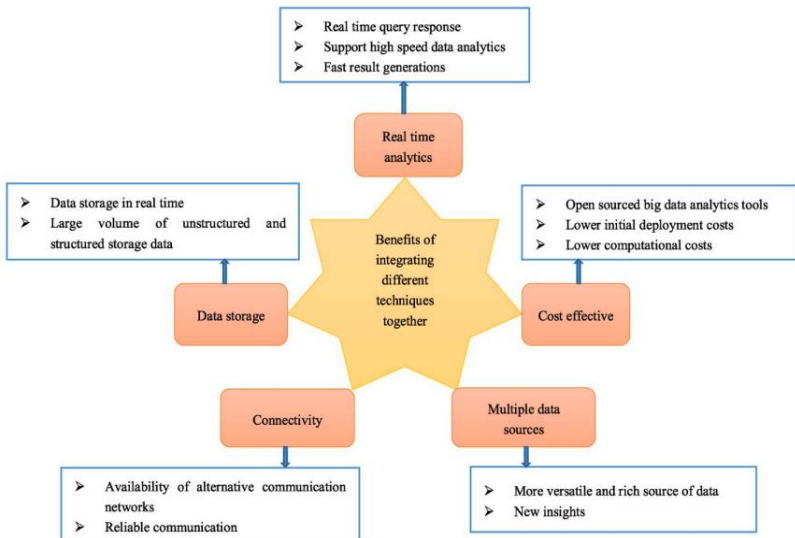 ➢ Real time query response
➢ Support high speed data analytics
➢ Fast result generations
Real time
analytics
➢ Data storage in real time
➢ Large volume of unstructured and
structured storage data
➢ Open sourced big data analytics tools
➢ Lower initial deployment costs
➢ Lower computational costs
Benefits of
integrating
different
techniques
together
Data storage
Cost effective
Connectivity
Multiple data
sources
➢ Availability of alternative communication
networks
➢ Reliable communication
➢ More versatile and rich source of data
➢ New insights